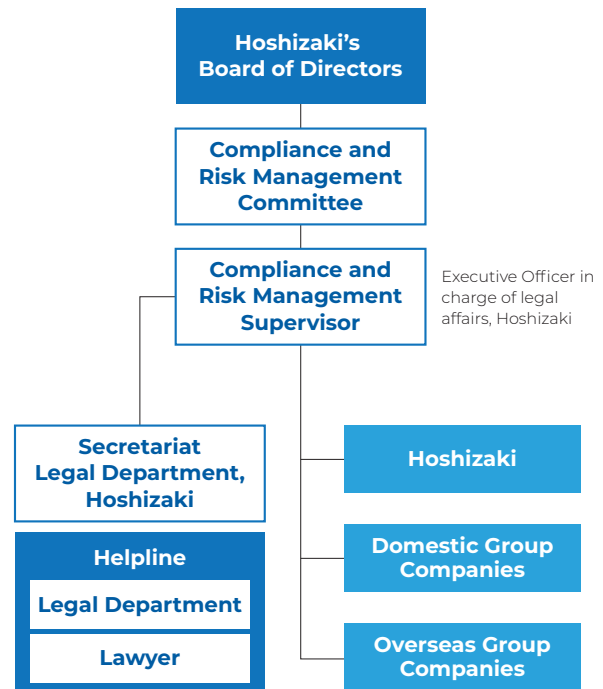 Hoshizaki’s
Board of Directors
Compliance and
Risk Management
Committee
Compliance and
Risk Management
Supervisor
Executive Officer in
charge of legal
affairs, Hoshizaki
Secretariat
Legal Department,
Hoshizaki
Helpline
Legal Department
Lawyer
Hoshizaki
Domestic Group
Companies
Overseas Group
Companies